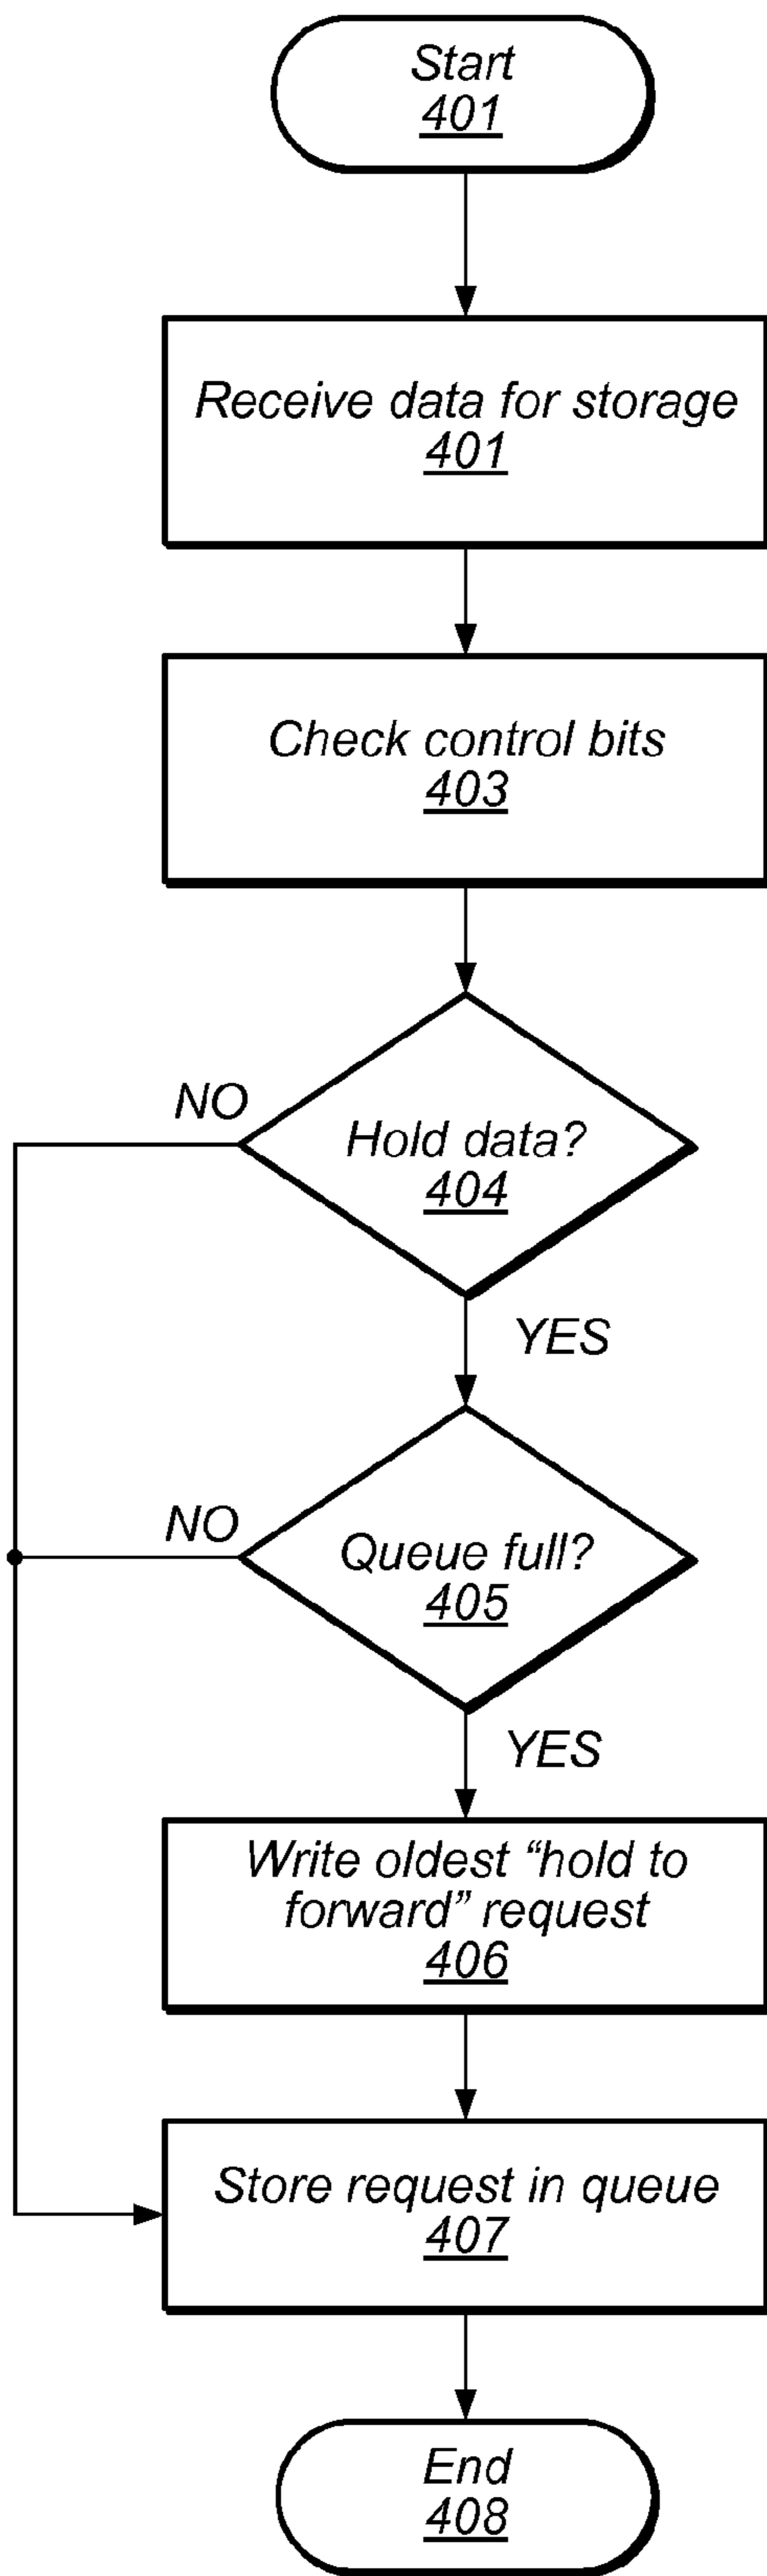 Start
401
Receive data for storage
401
Check control bits
403
NO
Hold data?
404
YES
NO
Queue full?
405
YES
Write oldest “hold to
forward” request
406
Store request in queue
407
End
408